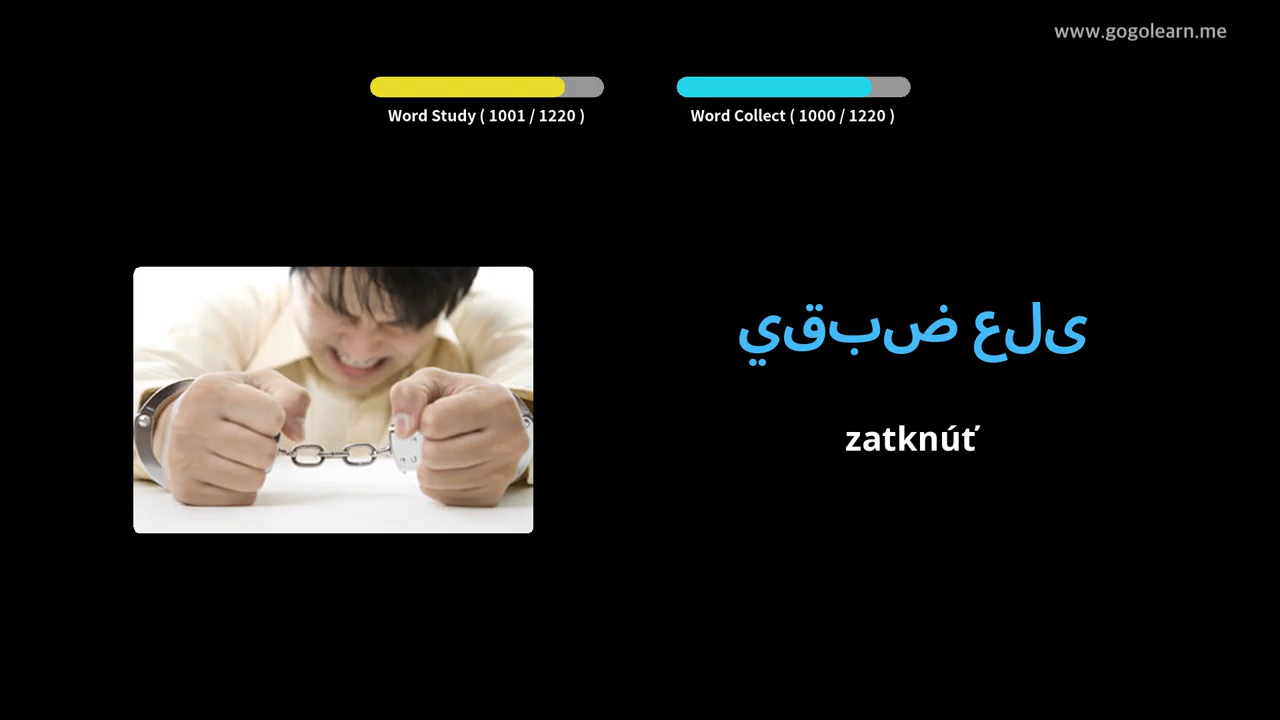 www.gogolearn.me
Word Study ( 1001 / 1220 )
Word Collect ( 1000 / 1220 )
يقبض على
zatknúť